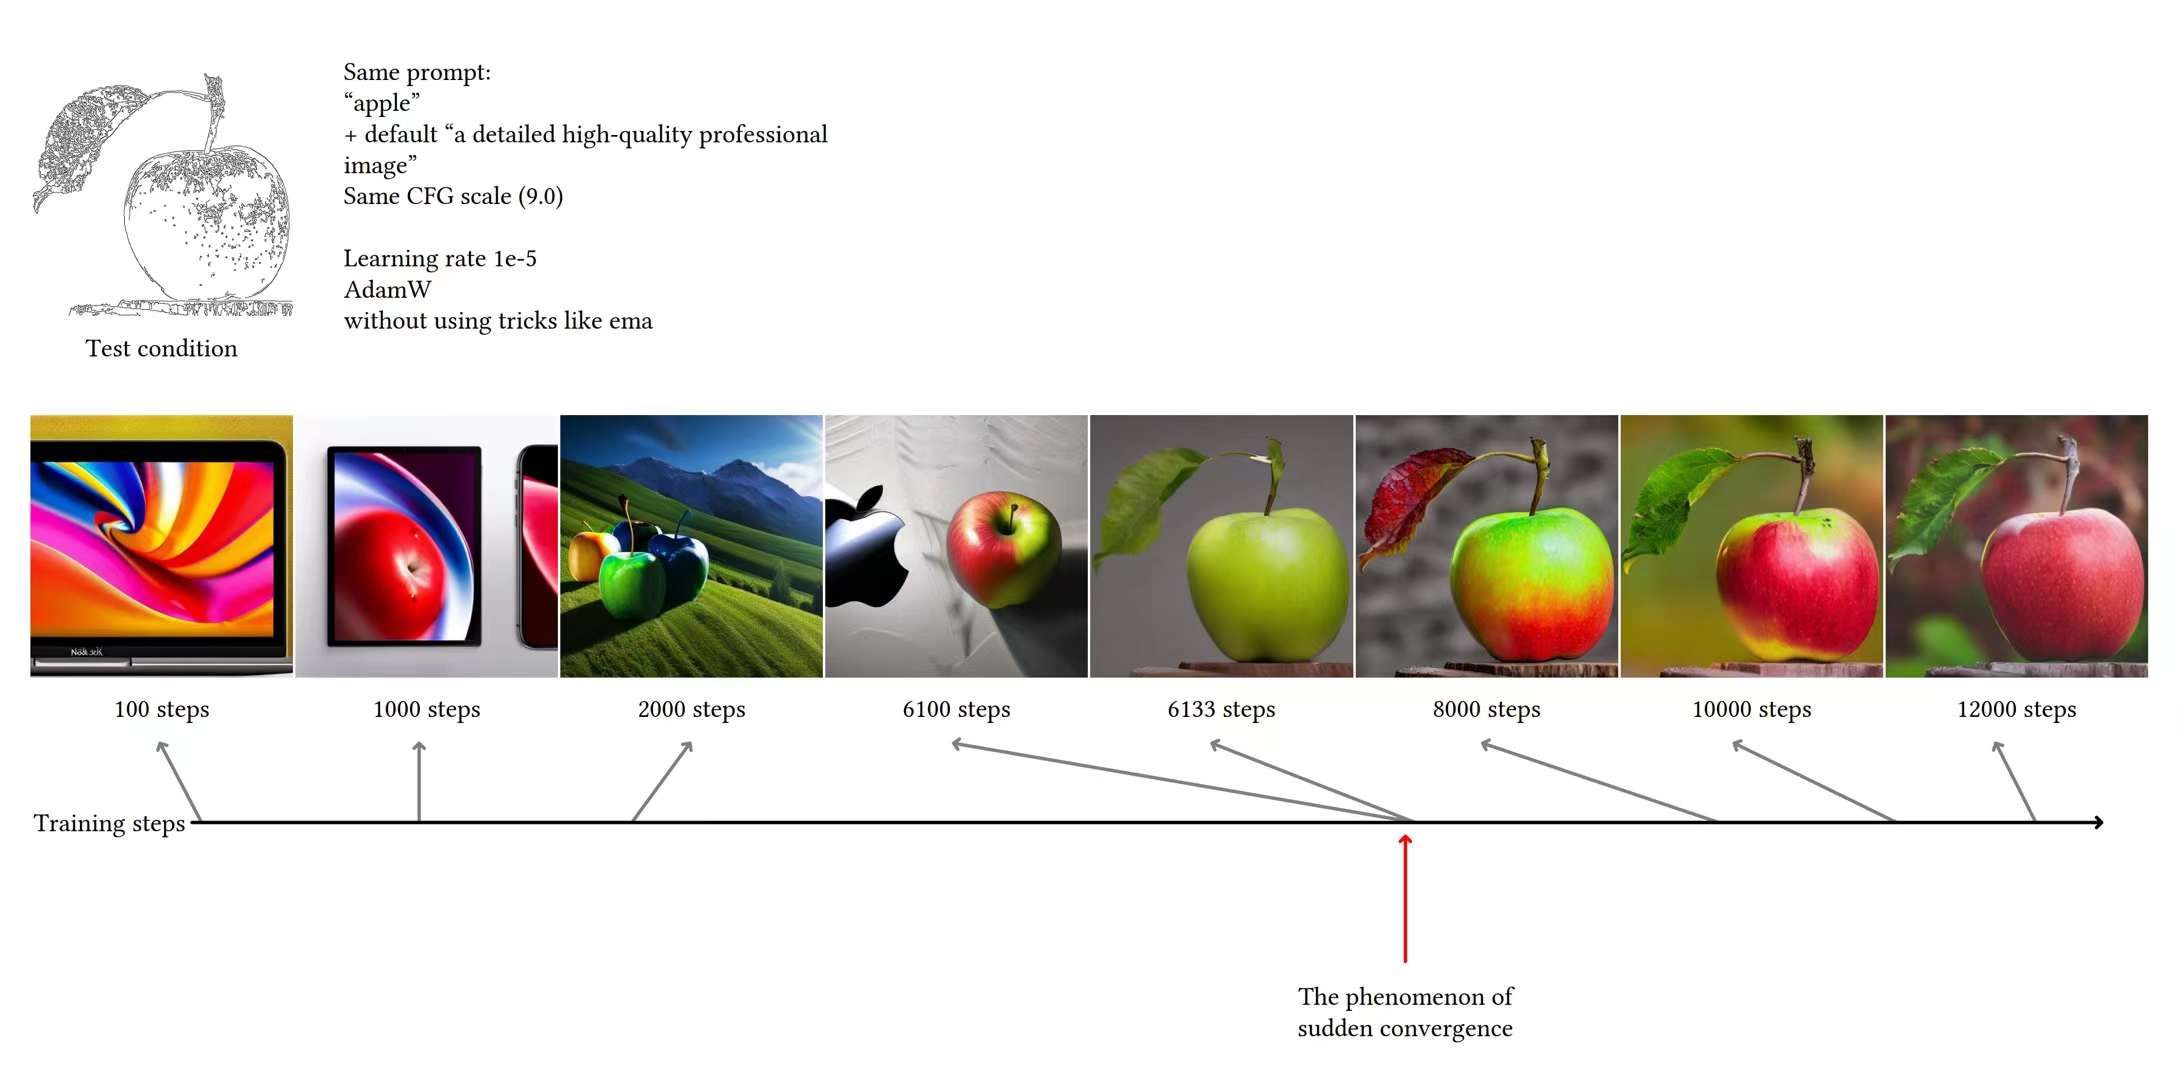 Same prompt:
“apple”
+ default “a detailed high-quality professional
image”
Same CFG scale (9.0)
Learning rate 1e-5
AdamW
without using tricks like ema
Test condition
100 steps
1000 steps
2000 steps
6100 steps
6133 steps
8000 steps
10000 steps
12000 steps
Training steps
The phenomenon of
sudden convergence